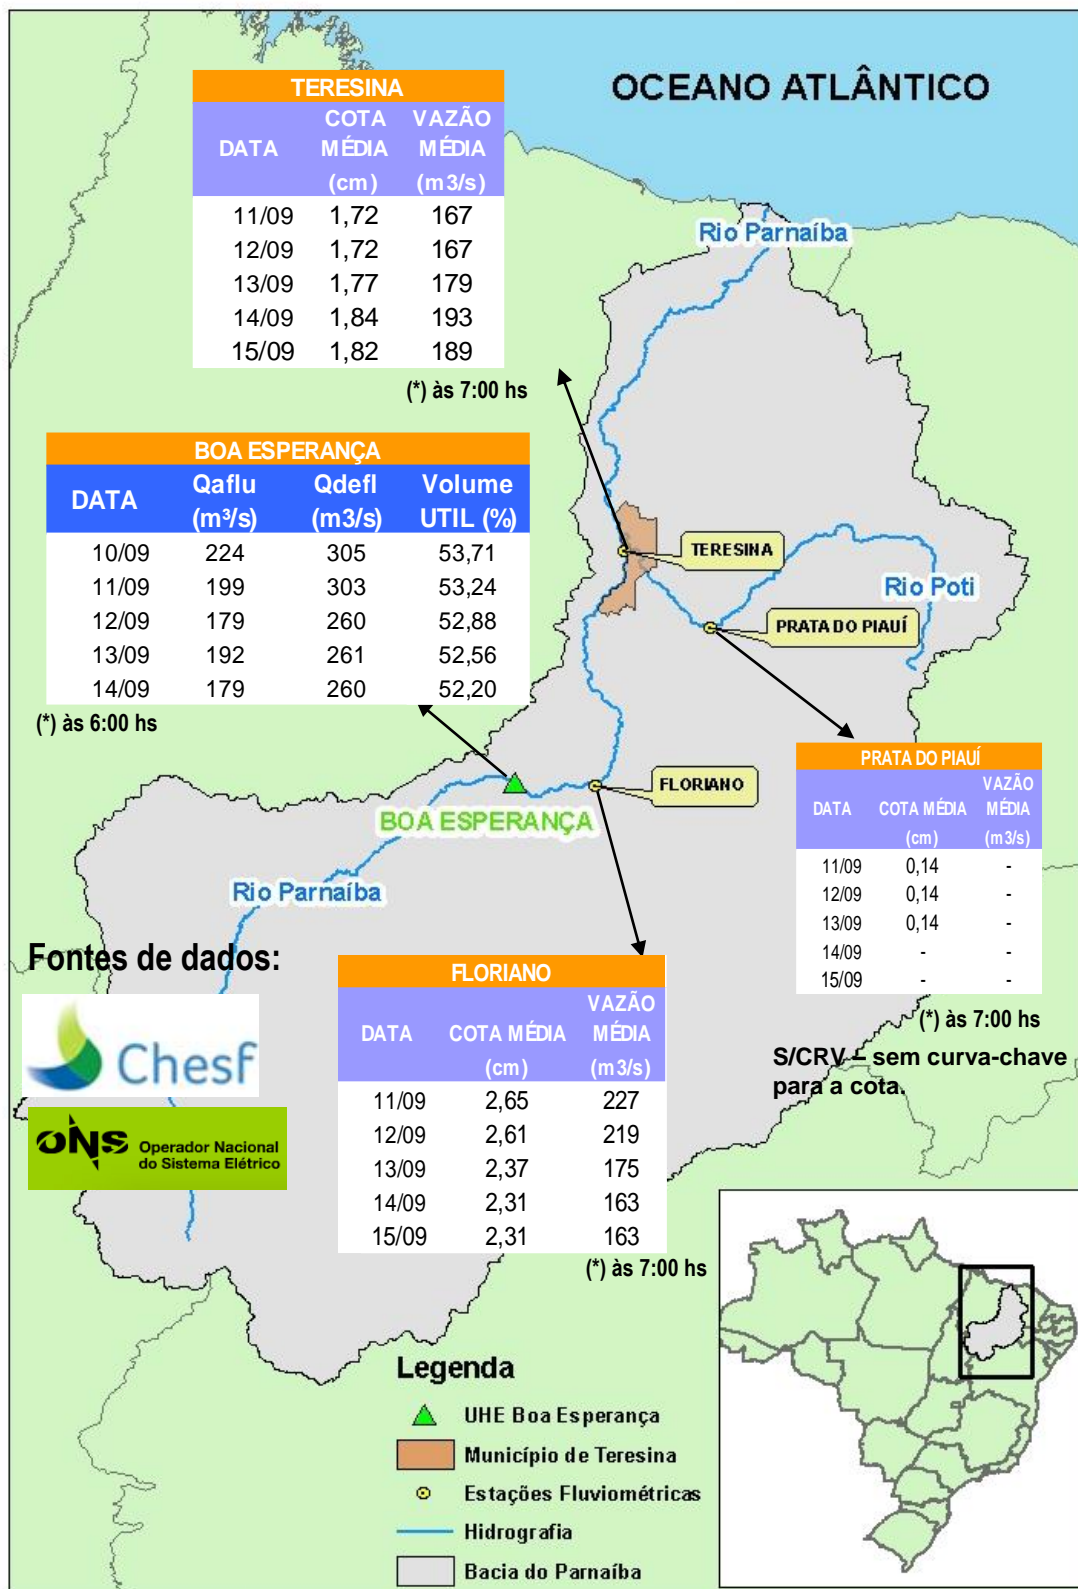 OCEANO ATLÂNTICO
TERESINA
DATA COTA MÉDIA (cm) VAZÃO MÉDIA (m3/s)
11/09 1,72 167
12/09 1,72 167
13/09 1,77 179
14/09 1,84 193
15/09 1,82 189
(*) às 7:00 hs
Rio Parnaíba
BOA ESPERANÇA
DATA Qaflu (m³/s) Qdefl (m3/s) Volume UTIL (%)
10/09 224 305 53,71
11/09 199 303 53,24
12/09 179 260 52,88
13/09 192 261 52,56
14/09 179 260 52,20
(*) às 6:00 hs
TERESINA
Rio Poti
PRATA DO PIAUÍ
FLORIANO
BOA ESPERANÇA
Rio Parnaíba
PRATA DO PIAUÍ
DATA COTA MÉDIA (cm) VAZÃO MÉDIA (m3/s)
11/09 0,14 -
12/09 0,14 -
13/09 0,14 -
14/09 - -
15/09 - -
(*) às 7:00 hs
S/CRV – sem curva-chave
para a cota.
Fontes de dados:
Chesf
ONS Operador Nacional
do Sistema Elétrico
FLORIANO
DATA COTA MÉDIA (cm) VAZÃO MÉDIA (m3/s)
11/09 2,65 227
12/09 2,61 219
13/09 2,37 175
14/09 2,31 163
15/09 2,31 163
(*) às 7:00 hs
Legenda
UHE Boa Esperança
Município de Teresina
Estações Fluviométricas
Hidrografia
Bacia do Parnaíba